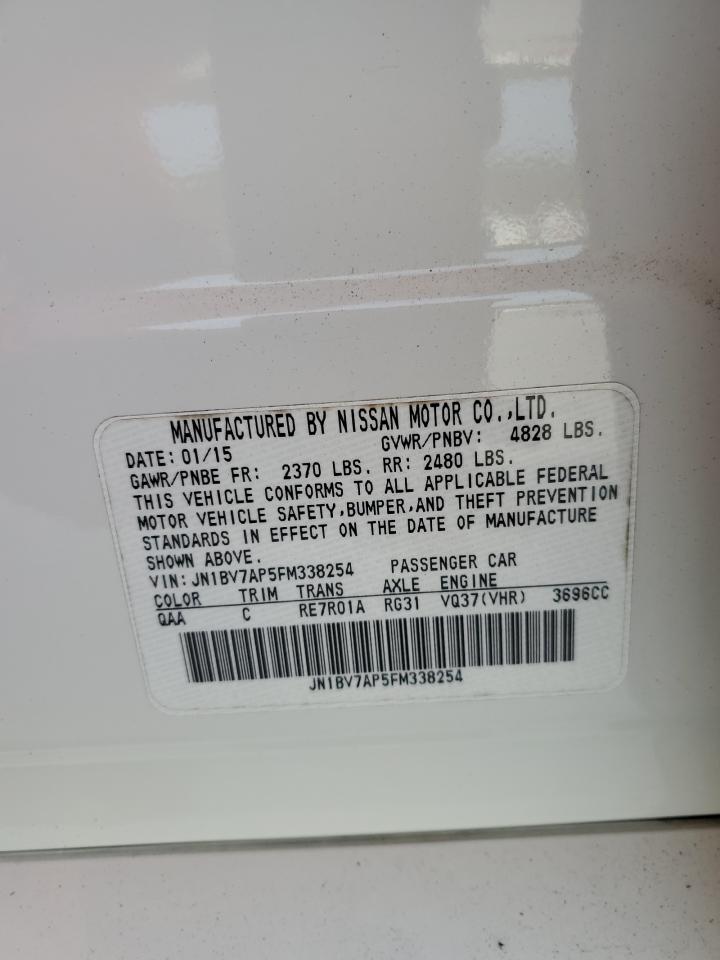 MANUFACTURED BY NISSAN MOTOR CO.,LTD.
DATE: 01/15 GVWR/PNBV: 4828 LBS.
GAWR/PNBE FR: 2370 LBS. RR: 2480 LBS.
THIS VEHICLE CONFORMS TO ALL APPLICABLE FEDERAL
MOTOR VEHICLE SAFETY,BUMPER,AND THEFT PREVENTION
STANDARDS IN EFFECT ON THE DATE OF MANUFACTURE
SHOWN ABOVE.
VIN: JN1BV7AP5FM338254 PASSENGER CAR
COLOR TRIM TRANS AXLE ENGINE
QAA C RE7R01A RG31 VQ37(VHR) 3696CC
JN1BV7AP5FM338254